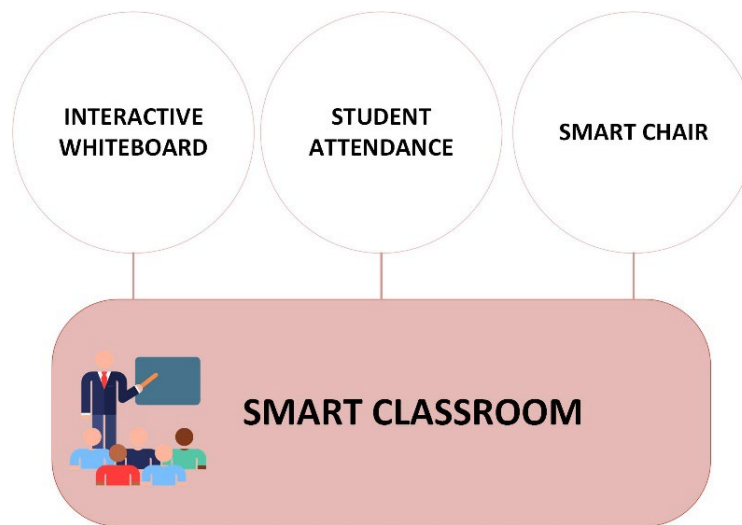 INTERACTIVE
WHITEBOARD
STUDENT
ATTENDANCE
SMART CHAIR
SMART CLASSROOM